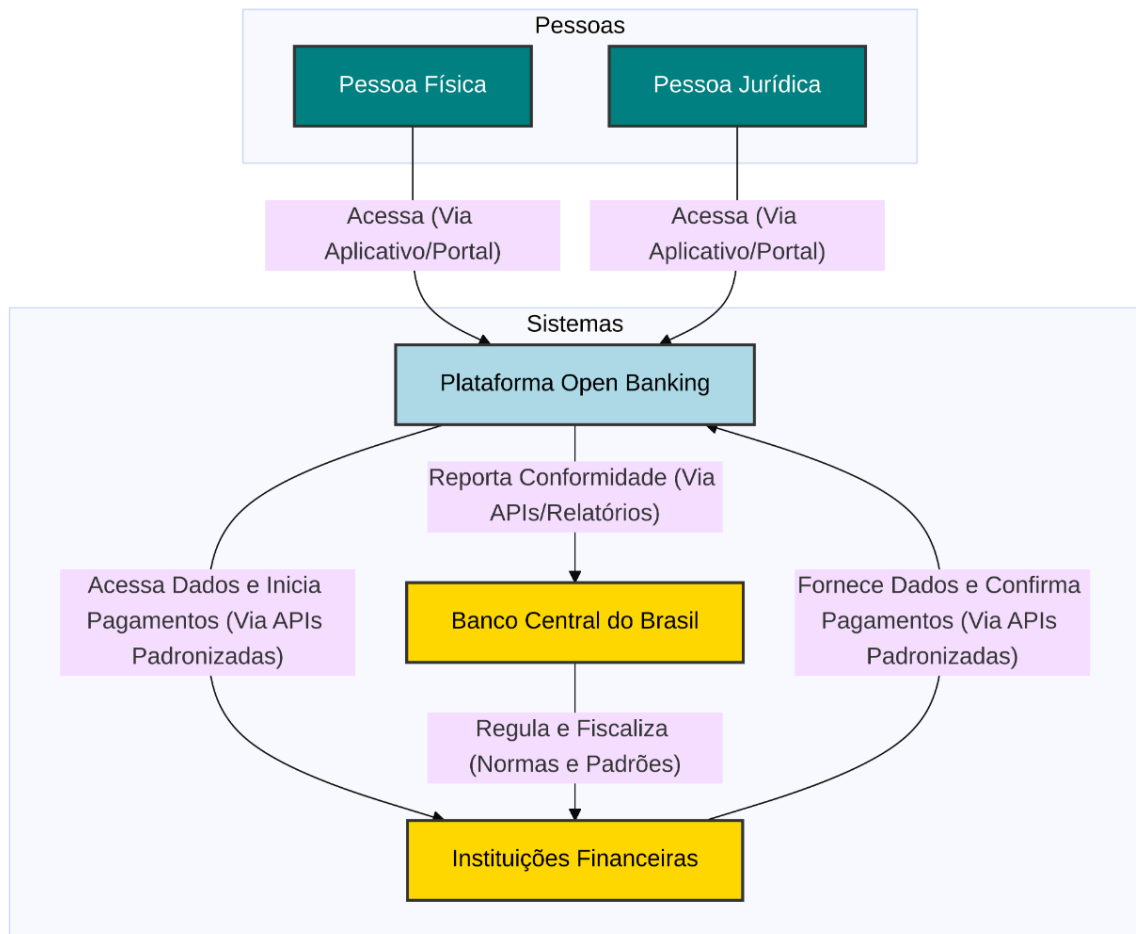 Pessoas
Pessoa Física
Pessoa Jurídica
Acessa (Via
Aplicativo/Portal)
Acessa (Via
Aplicativo/Portal)
Sistemas
Plataforma Open Banking
Reporta Conformidade (Via
APIs/Relatórios)
Acessa Dados e Inicia
Pagamentos (Via APIs
Padronizadas)
Banco Central do Brasil
Fornece Dados e Confirma
Pagamentos (Via APIs
Padronizadas)
Regula e Fiscaliza
(Normas e Padrões)
Instituições Financeiras